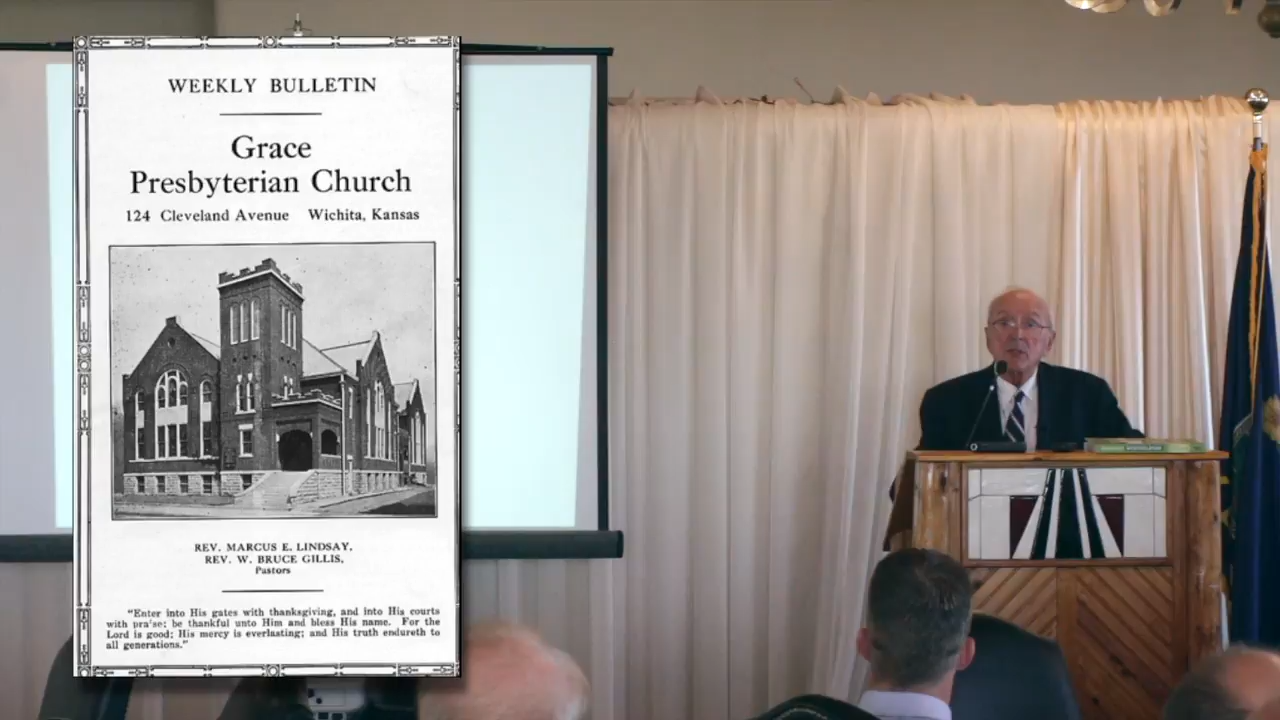 WEEKLY BULLETIN
Grace
Presbyterian Church
124 Cleveland Avenue Wichita, Kansas
REV. MARCUS E. LINDSAY,
REV. W. BRUCE GILLIS,
Pastors
"Enter into His gates with thanksgiving, and into His courts
with praise; be thankful unto Him and bless His name. For the
Lord is good; His mercy is everlasting; and His truth endureth to
all generations."